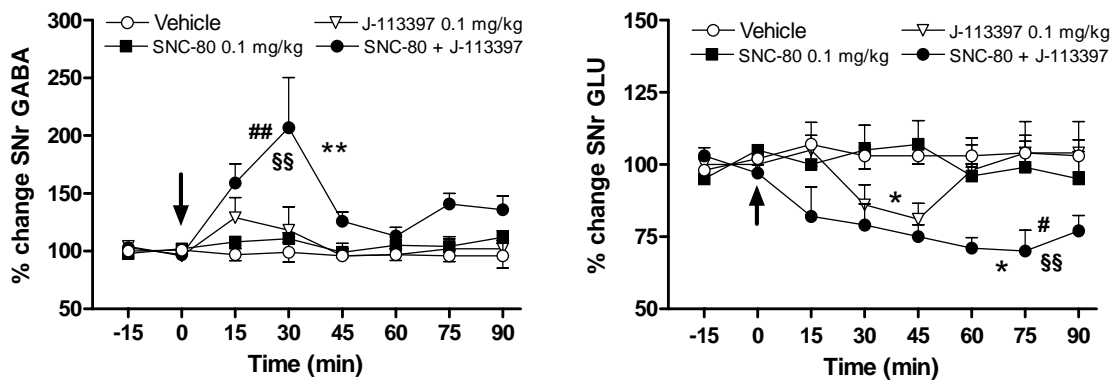 Vehicle
J-113397 0.1 mg/kg
SNC-80 0.1 mg/kg
SNC-80 + J-113397
% change SNr GABA
300
250
200
150
100
50
##
§§
**
-15 0 15 30 45 60 75 90
Time (min)
Vehicle
J-113397 0.1 mg/kg
SNC-80 0.1 mg/kg
SNC-80 + J-113397
% change SNr GLU
150
125
100
75
50
*
#
*
§§
-15 0 15 30 45 60 75 90
Time (min)